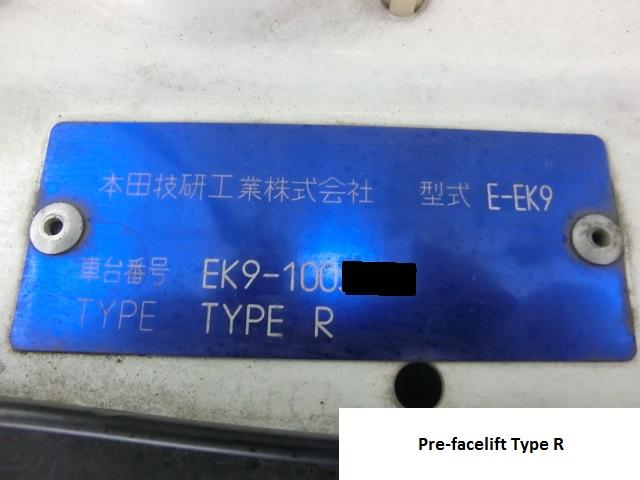 本田技研工業株式会社 型式 E-EK9
車台番号 EK9-100
TYPE TYPE R
Pre-facelift Type R